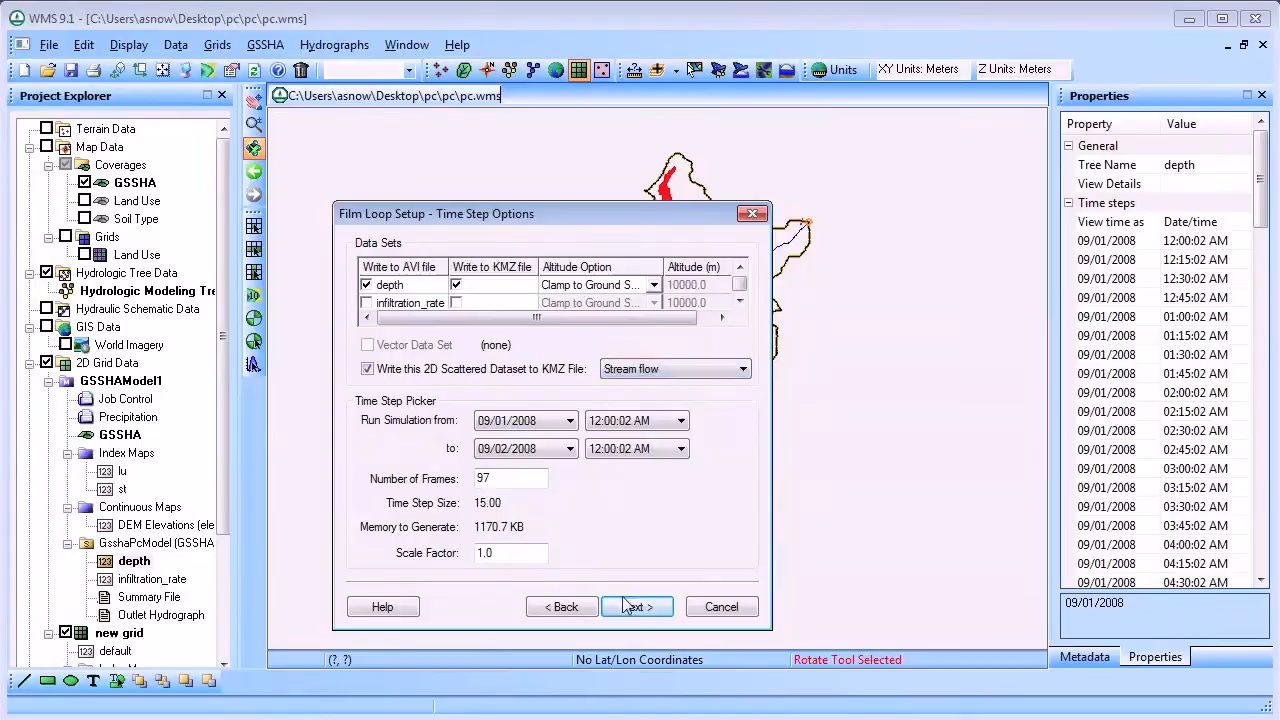 WMS 9.1 - [C:\Users\asnow\Desktop\pc\pc\pc.wms]
File Edit Display Data Grids GSSHA Hydrographs Window Help
Units XY Units: Meters Z Units: Meters
Project Explorer
C:\Users\asnow\Desktop\pc\pc\pc.wms
Properties
Terrain Data
Map Data
Coverages
GSSHA
Land Use
Soil Type
Grids
Land Use
Hydrologic Tree Data
Hydrologic Modeling Tre
Hydraulic Schematic Data
GIS Data
World Imagery
2D Grid Data
GSSHAModel1
Job Control
Precipitation
GSSHA
Index Maps
lu
st
Continuous Maps
DEM Elevations (ele
GsshaPcModel (GSSHA
depth
infiltration_rate
Summary File
Outlet Hydrograph
new grid
default
Film Loop Setup - Time Step Options
Data Sets
Write to AVI file Write to KMZ file Altitude Option Altitude (m)
depth Clamp to Ground S... 10000.0
infiltration_rate Clamp to Ground S... 10000.0
Vector Data Set (none)
Write this 2D Scattered Dataset to KMZ File: Stream flow
Time Step Picker
Run Simulation from: 09/01/2008 12:00:02 AM
to: 09/02/2008 12:00:02 AM
Number of Frames: 97
Time Step Size: 15.00
Memory to Generate: 1170.7 KB
Scale Factor: 1.0
Help < Back Cancel
Property Value
General
Tree Name depth
View Details
Time steps
View time as Date/time
09/01/2008 12:00:02 AM
09/01/2008 12:15:02 AM
09/01/2008 12:30:02 AM
09/01/2008 12:45:02 AM
09/01/2008 01:00:02 AM
09/01/2008 01:15:02 AM
09/01/2008 01:30:02 AM
09/01/2008 01:45:02 AM
09/01/2008 02:00:02 AM
09/01/2008 02:15:02 AM
09/01/2008 02:30:02 AM
09/01/2008 02:45:02 AM
09/01/2008 03:00:02 AM
09/01/2008 03:15:02 AM
09/01/2008 03:30:02 AM
09/01/2008 03:45:02 AM
09/01/2008 04:00:02 AM
09/01/2008 04:15:02 AM
09/01/2008 04:30:02 AM
09/01/2008
Metadata Properties
(?, ?) No Lat/Lon Coordinates Rotate Tool Selected